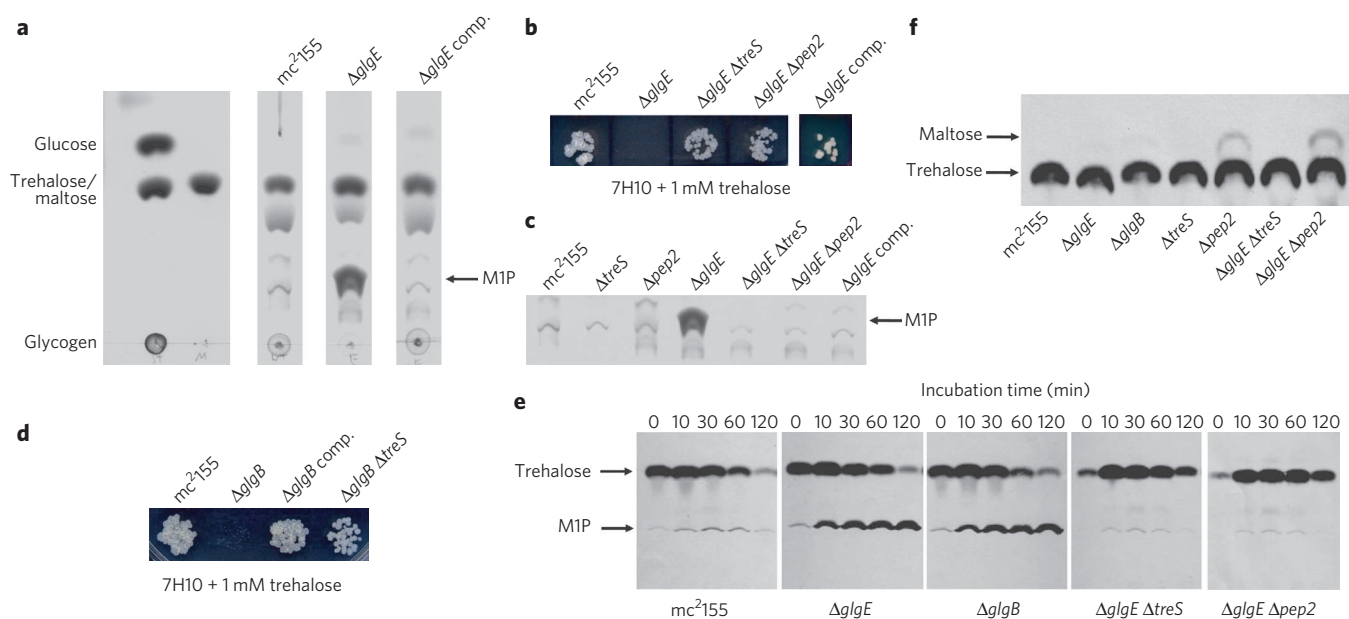 a
mc²155
ΔglgE
ΔglgE comp.
Glucose
Trehalose/
maltose
M1P
Glycogen
M
E
b
mc²155
ΔglgE
ΔglgE ΔtreS
ΔglgE Δpep2
ΔglgE comp.
7H10 + 1 mM trehalose
c
mc²155
ΔtreS
Δpep2
ΔglgE
ΔglgE ΔtreS
ΔglgE Δpep2
ΔglgE comp.
M1P
f
Maltose
Trehalose
mc²155
ΔglgE
ΔglgB
ΔtreS
Δpep2
ΔglgE ΔtreS
ΔglgE Δpep2
d
mc²155
ΔglgB
ΔglgB comp.
ΔglgB ΔtreS
7H10 + 1 mM trehalose
e
Incubation time (min)
0 10 30 60 120 0 10 30 60 120 0 10 30 60 120 0 10 30 60 120 0 10 30 60 120
Trehalose
M1P
mc²155 ΔglgE ΔglgB ΔglgE ΔtreS ΔglgE Δpep2